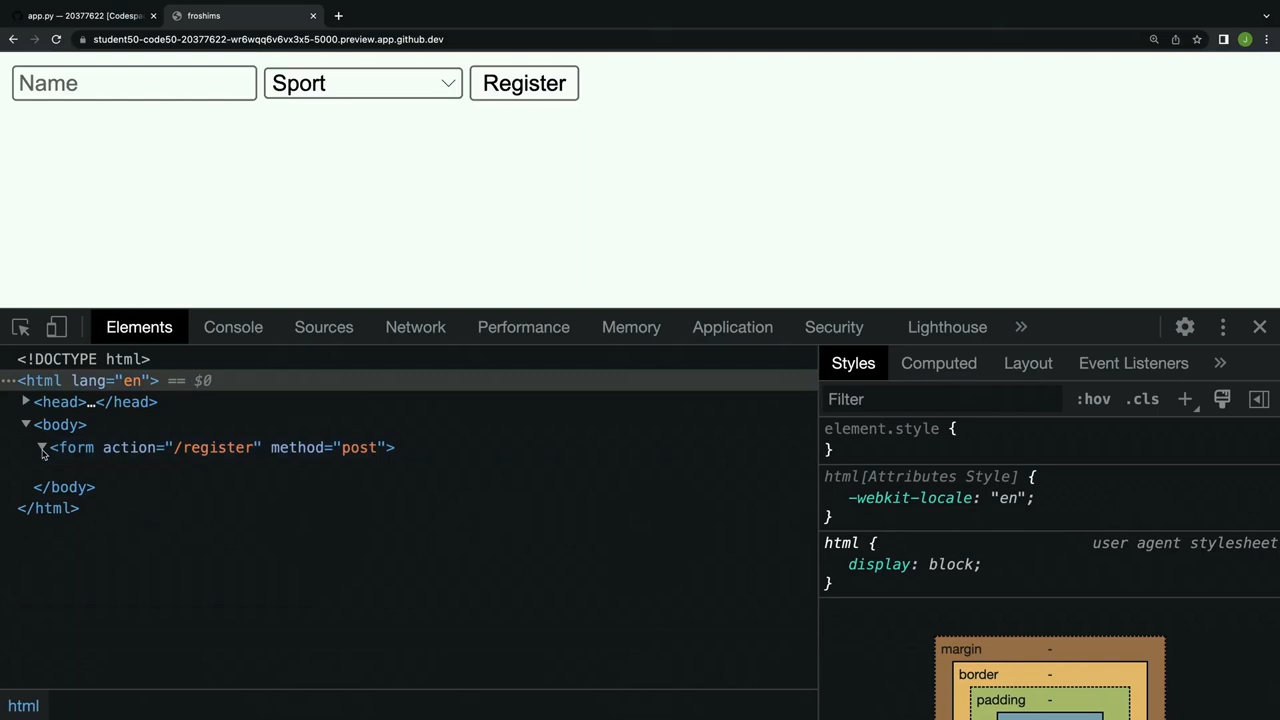 app.py — 20377622 [Codespa
froshims
student50-code50-20377622-wr6wqq6v6vx3x5-5000.preview.app.github.dev
J
Name Sport Register
Elements Console Sources Network Performance Memory Application Security Lighthouse »
<!DOCTYPE html>
<html lang="en"> == $0
<head>…</head>
<body>
<form action="/register" method="post">
</body>
</html>
html
Styles Computed Layout Event Listeners »
Filter :hov .cls
element.style {
}
html[Attributes Style] {
-webkit-locale: "en";
}
html { user agent stylesheet
display: block;
}
margin -
border -
padding -